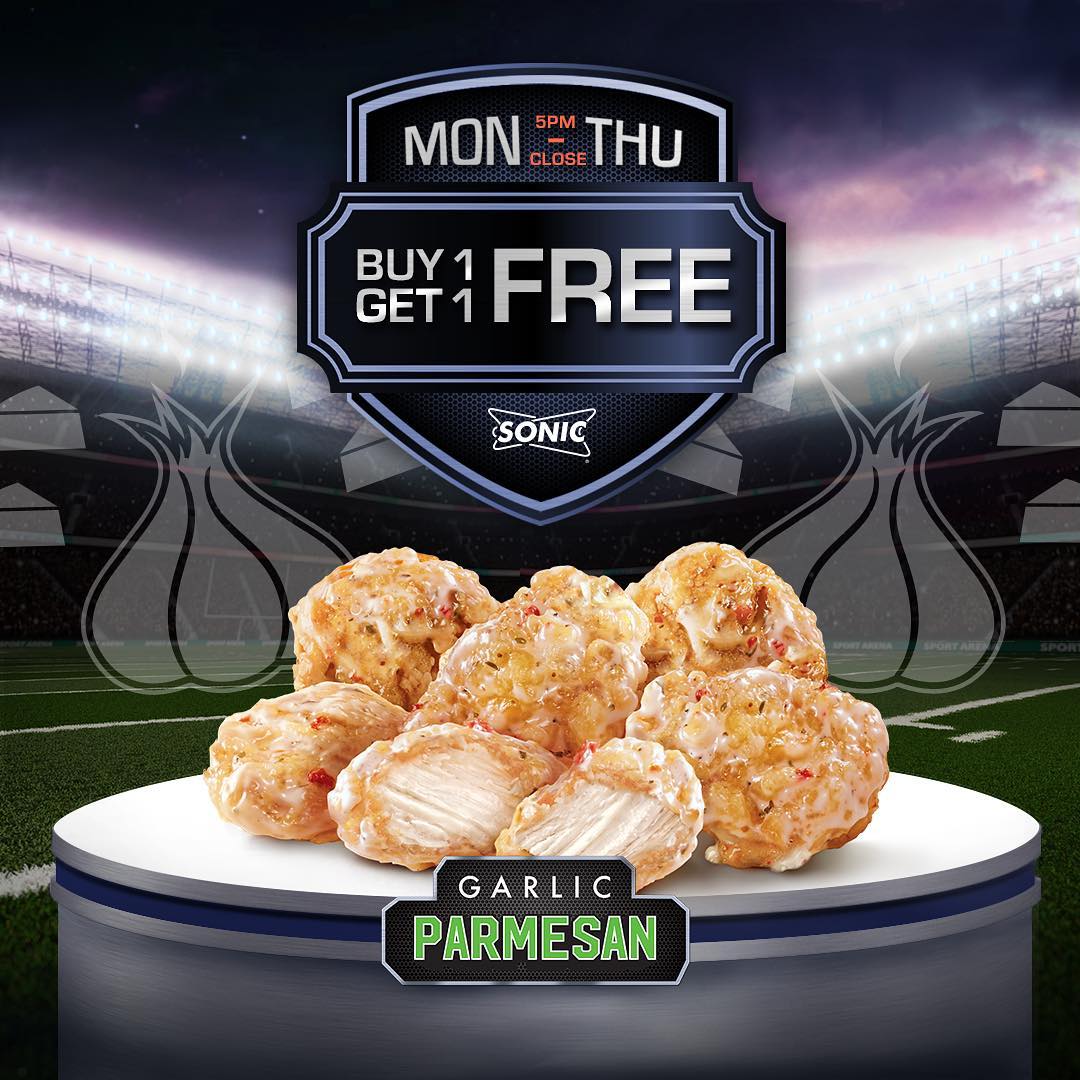 MON 5PM – CLOSE THU
BUY 1
GET 1 FREE
SONIC
SPORT ARENA SPORT ARENA SPORT
GARLIC
PARMESAN